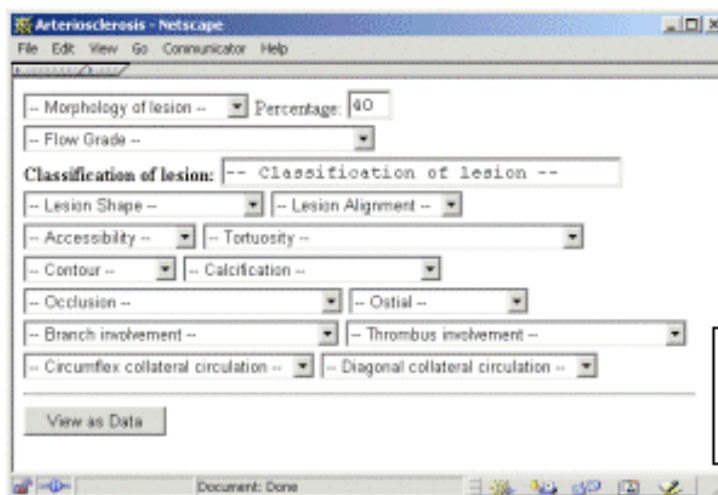 Arteriosclerosis - Netscape
File Edit View Go Communicator Help
-- Morphology of lesion -- Percentage: 40
-- Flow Grade --
Classification of lesion: -- Classification of lesion --
-- Lesion Shape -- -- Lesion Alignment --
-- Accessibility -- -- Tortuosity --
-- Contour -- -- Calcification --
-- Occlusion -- -- Ostial --
-- Branch involvement -- -- Thrombus involvement --
-- Circumflex collateral circulation -- -- Diagonal collateral circulation --
View as Data
Document: Done